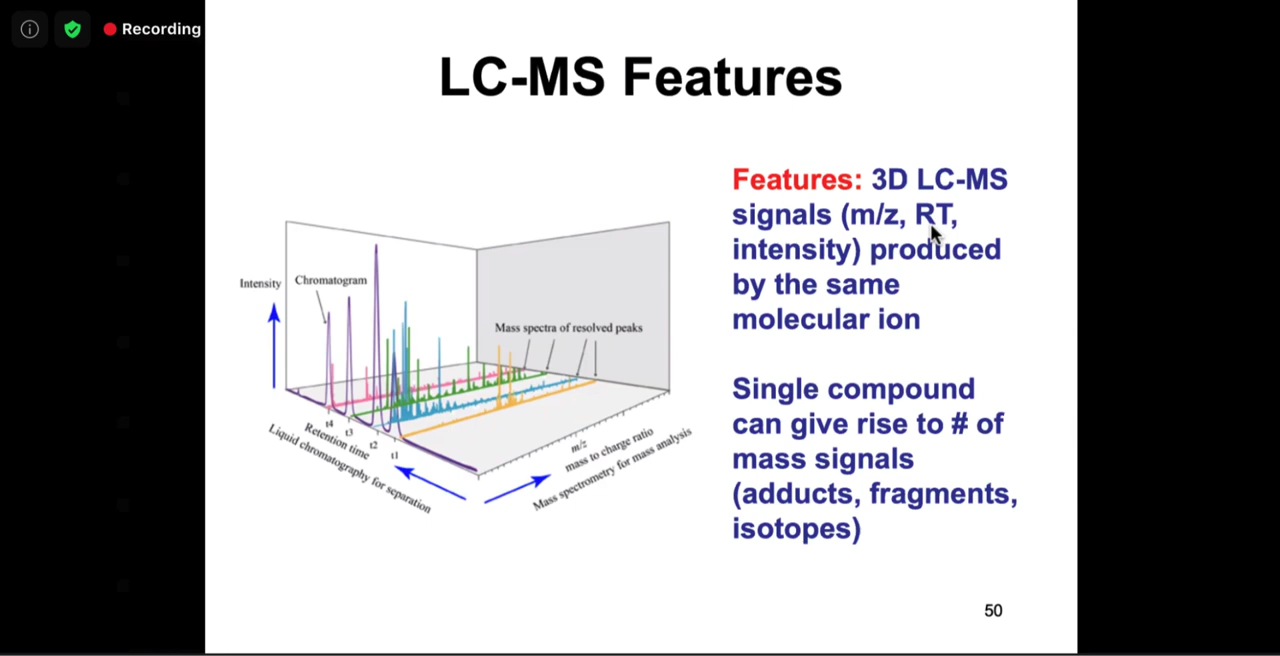 Recording
LC-MS Features
Features: 3D LC-MS
signals (m/z, RT,
intensity) produced
by the same
molecular ion
Single compound
can give rise to # of
mass signals
(adducts, fragments,
isotopes)
Intensity
Chromatogram
Mass spectra of resolved peaks
t4
t3
t2
t1
Retention time
Liquid chromatography for separation
m/z
mass to charge ratio
Mass spectrometry for mass analysis
50